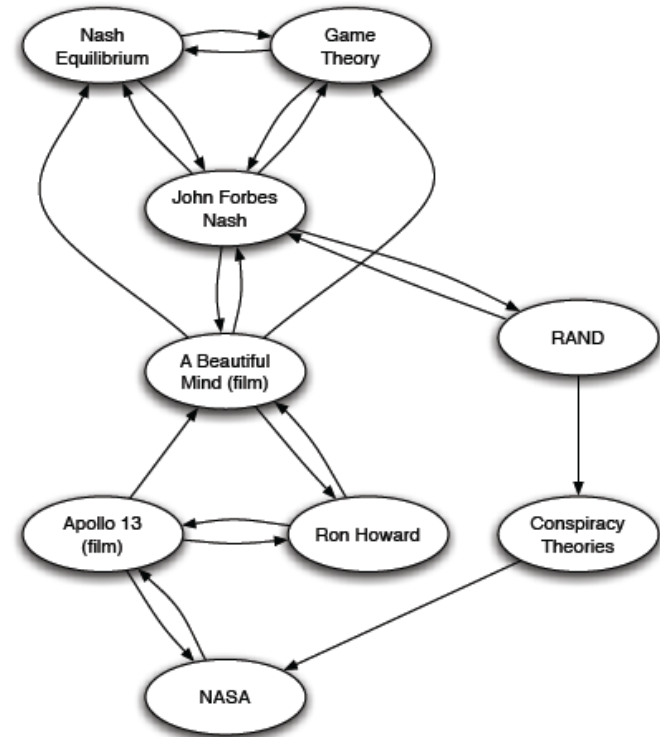 Nash
Equilibrium
Game
Theory
John Forbes
Nash
RAND
A Beautiful
Mind (film)
Apollo 13
(film)
Ron Howard
Conspiracy
Theories
NASA